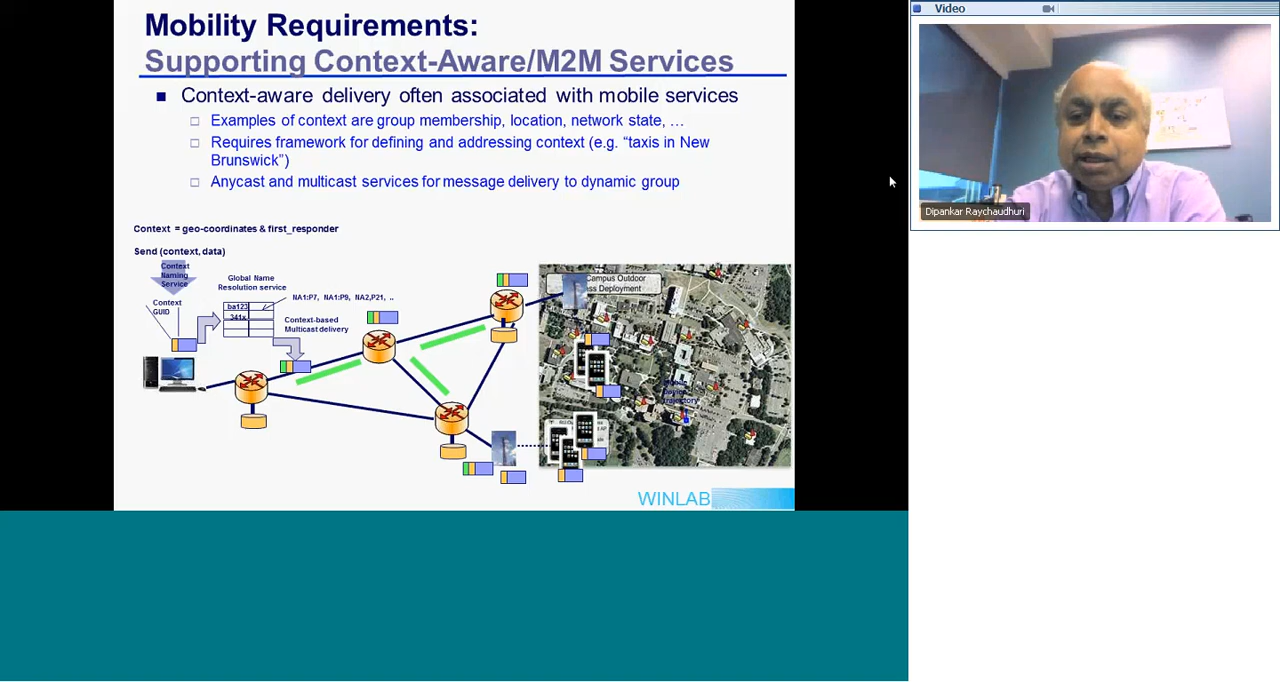 Mobility Requirements:
Supporting Context-Aware/M2M Services
Context-aware delivery often associated with mobile services
Examples of context are group membership, location, network state, …
Requires framework for defining and addressing context (e.g. “taxis in New
Brunswick”)
Anycast and multicast services for message delivery to dynamic group
Context = geo-coordinates & first_responder
Send (context, data)
Context
Naming
Service
Context
GUID
Global Name
Resolution service
ba123
341x
NA1:P7, NA1:P9, NA2,P21, ..
Context-based
Multicast delivery
Campus Outdoor
Deployment
trajectory
WINLAB
Video
Dipankar Raychaudhuri